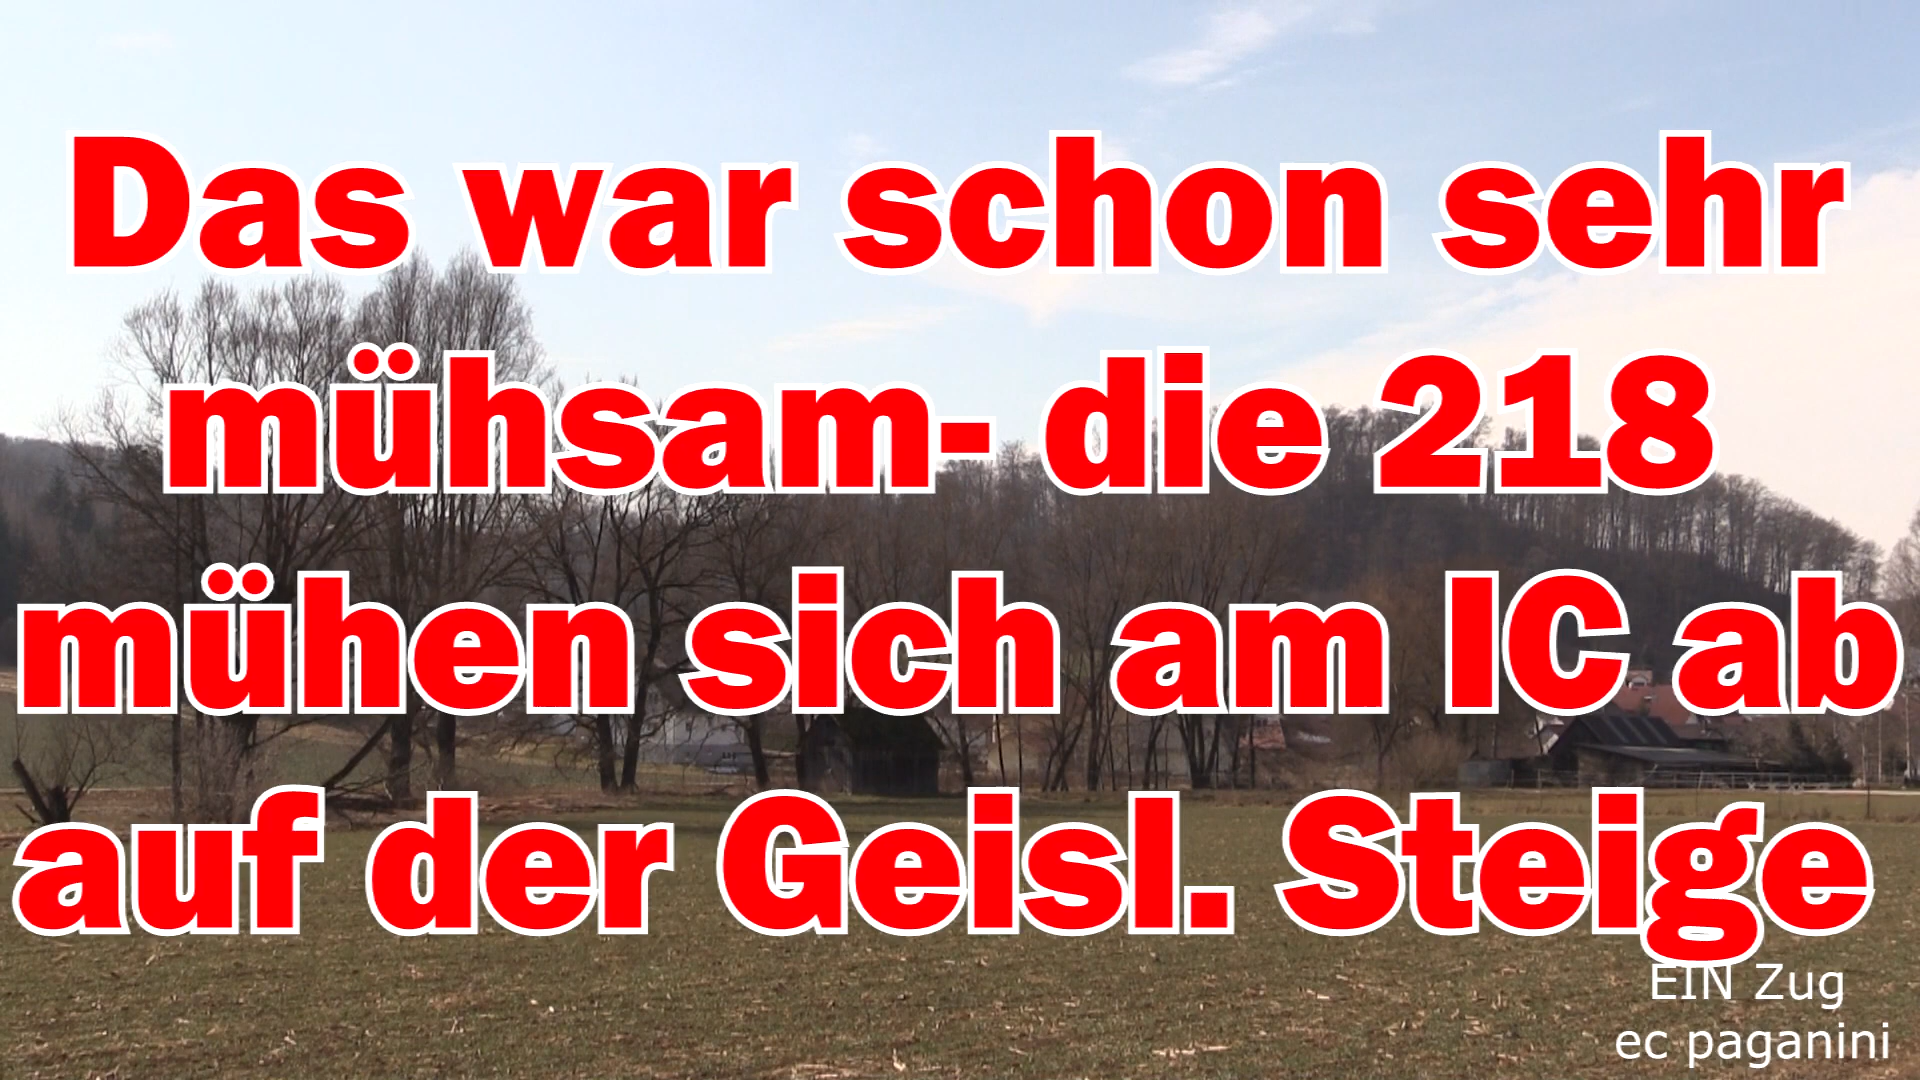 Das war schon sehr
mühsam- die 218
mühen sich am IC ab
auf der Geisl. Steige
EIN Zug
ec paganini